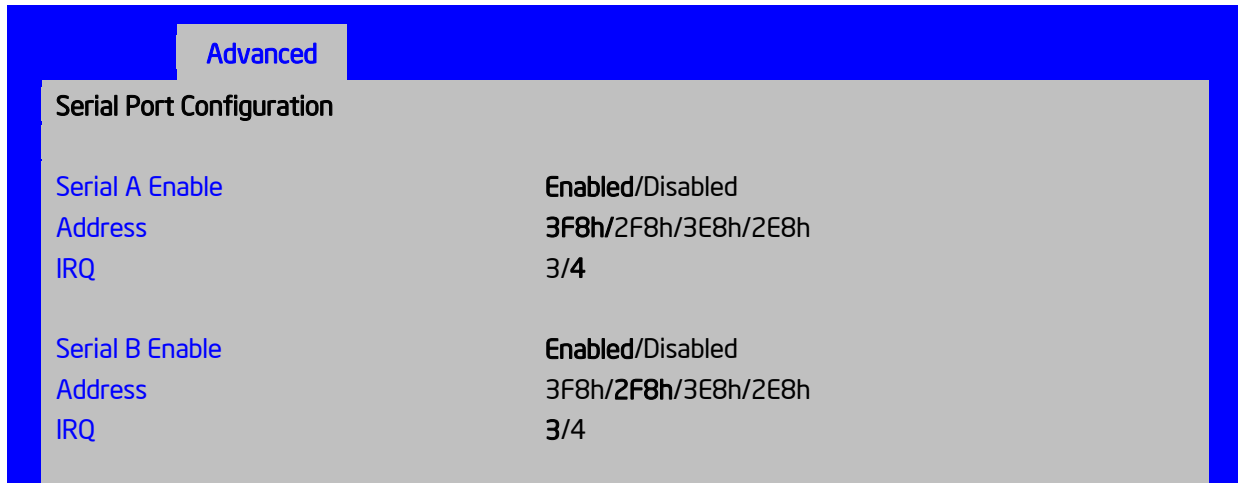 Advanced
Serial Port Configuration
Serial A Enable Enabled/Disabled
Address 3F8h/2F8h/3E8h/2E8h
IRQ 3/4
Serial B Enable Enabled/Disabled
Address 3F8h/2F8h/3E8h/2E8h
IRQ 3/4